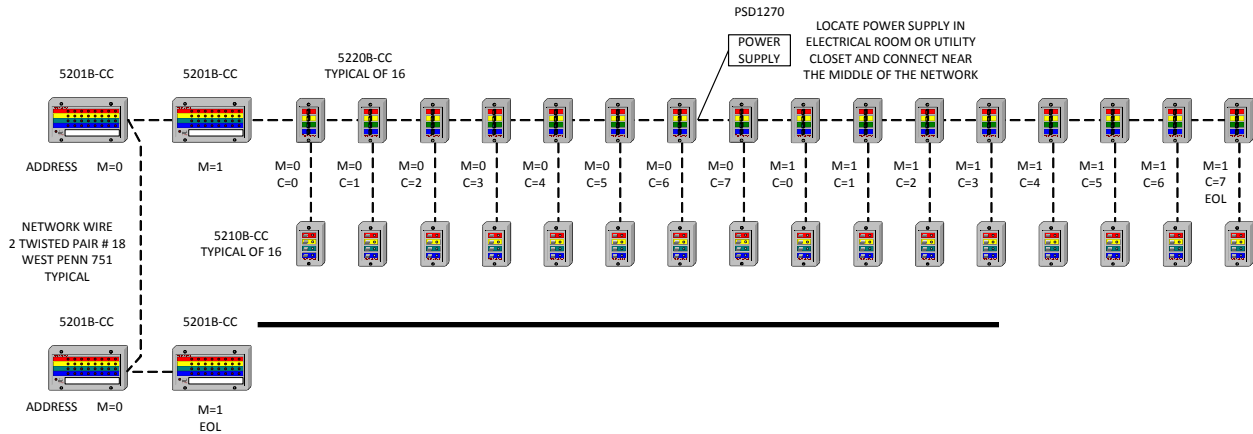 PSD1270
POWER
SUPPLY
LOCATE POWER SUPPLY IN
ELECTRICAL ROOM OR UTILITY
CLOSET AND CONNECT NEAR
THE MIDDLE OF THE NETWORK
5201B-CC
5201B-CC
5220B-CC
TYPICAL OF 16
ADDRESS M=0
M=1
M=0
C=0
M=0
C=1
M=0
C=2
M=0
C=3
M=0
C=4
M=0
C=5
M=0
C=6
M=0
C=7
M=1
C=0
M=1
C=1
M=1
C=2
M=1
C=3
M=1
C=4
M=1
C=5
M=1
C=6
M=1
C=7
EOL
NETWORK WIRE
2 TWISTED PAIR # 18
WEST PENN 751
TYPICAL
5210B-CC
TYPICAL OF 16
5201B-CC
5201B-CC
ADDRESS M=0
M=1
EOL